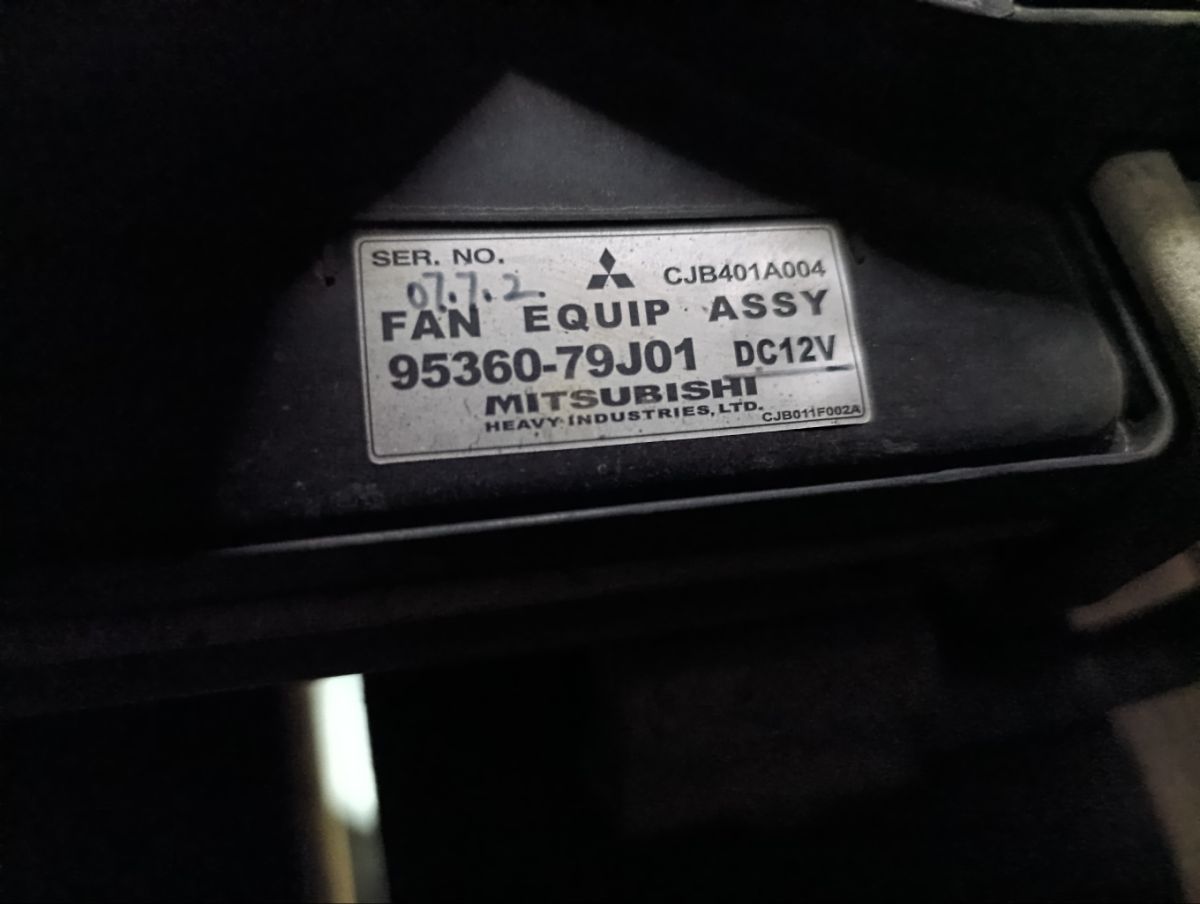 SER. NO.
07.7.2.
CJB401A004
FAN EQUIP ASSY
95360-79J01 DC12V
MITSUBISHI
HEAVY INDUSTRIES, LTD.
CJB011F002A